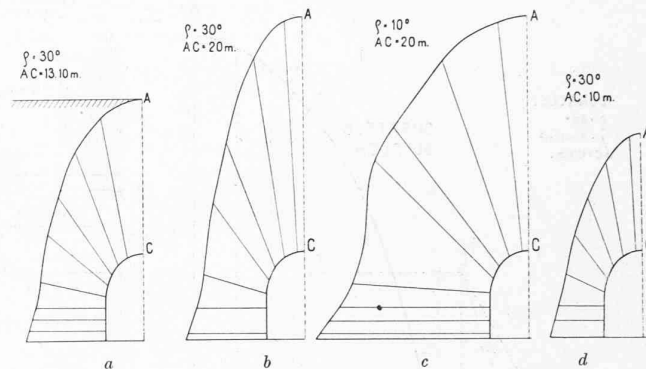 ρ=30°
AC=13.10 m.
A
C
a
ρ=30°
AC=20 m.
A
C
b
ρ=10°
AC=20 m.
A
C
c
ρ=30°
AC=10 m.
A
d